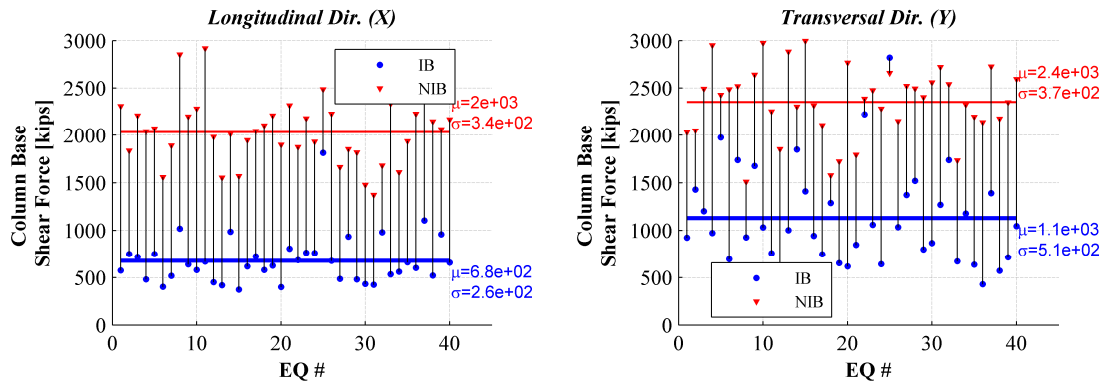 Longitudinal Dir. (X)
3000
2500
2000
1500
1000
500
0
0
10
20
30
40
Column Base
Shear Force [kips]
EQ #
IB
NIB
μ=2e+03
σ=3.4e+02
μ=6.8e+02
σ=2.6e+02
Transversal Dir. (Y)
3000
2500
2000
1500
1000
500
0
0
10
20
30
40
Column Base
Shear Force [kips]
EQ #
IB
NIB
μ=2.4e+03
σ=3.7e+02
μ=1.1e+03
σ=5.1e+02